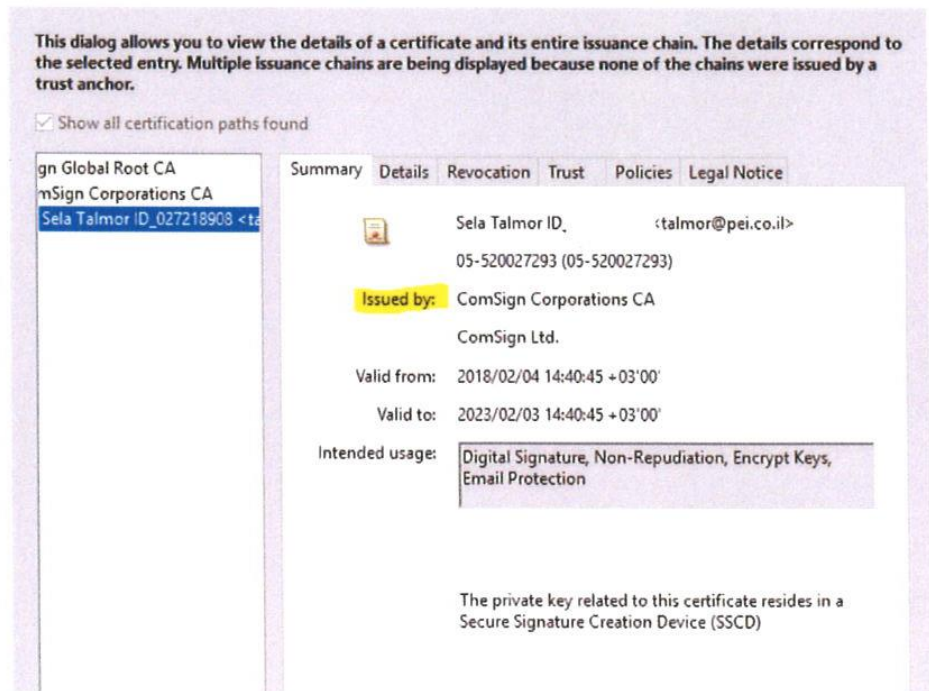 This dialog allows you to view the details of a certificate and its entire issuance chain. The details correspond to
the selected entry. Multiple issuance chains are being displayed because none of the chains were issued by a
trust anchor.
Show all certification paths found
gn Global Root CA
mSign Corporations CA
Sela Talmor ID_027218908 <ta
Summary Details Revocation Trust Policies Legal Notice
Sela Talmor ID_ <talmor@pei.co.il>
05-520027293 (05-520027293)
Issued by: ComSign Corporations CA
ComSign Ltd.
Valid from: 2018/02/04 14:40:45 +03'00'
Valid to: 2023/02/03 14:40:45 +03'00'
Intended usage: Digital Signature, Non-Repudiation, Encrypt Keys,
Email Protection
The private key related to this certificate resides in a
Secure Signature Creation Device (SSCD)